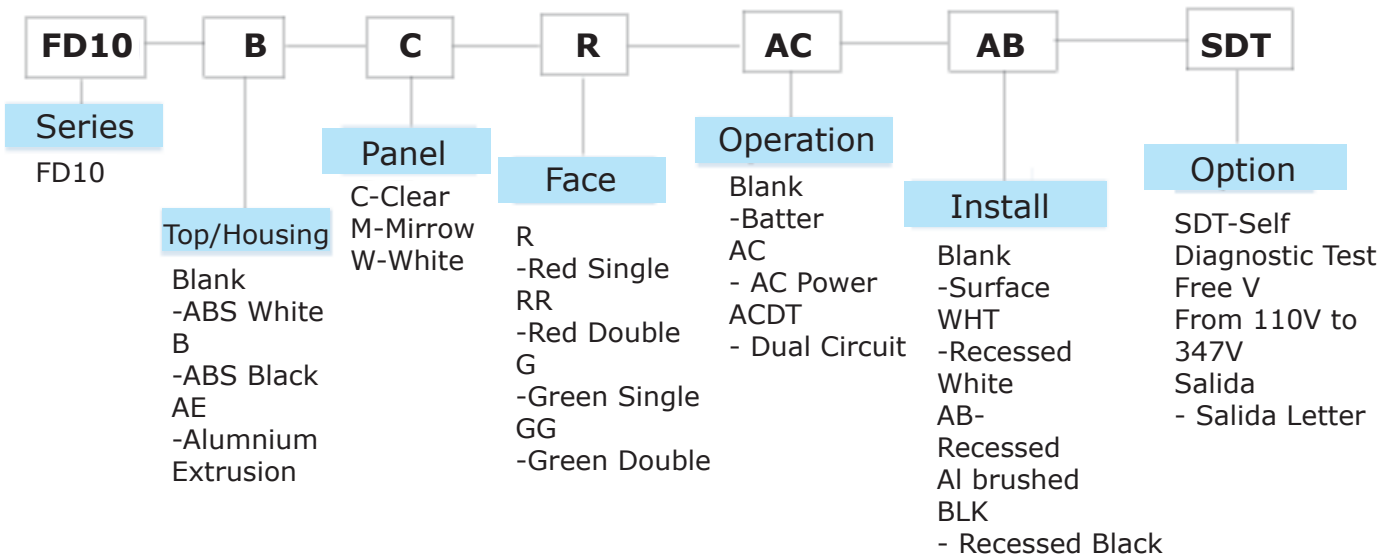 FD10 B C R AC AB SDT
Series
FD10
Top/Housing
Blank
-ABS White
B
-ABS Black
AE
-Alumnium
Extrusion
Panel
C-Clear
M-Mirrow
W-White
Face
R
-Red Single
RR
-Red Double
G
-Green Single
GG
-Green Double
Operation
Blank
-Batter
AC
- AC Power
ACDT
- Dual Circuit
Install
Blank
-Surface
WHT
-Recessed
White
AB-
Recessed
Al brushed
BLK
- Recessed Black
Option
SDT-Self
Diagnostic Test
Free V
From 110V to
347V
Salida
- Salida Letter